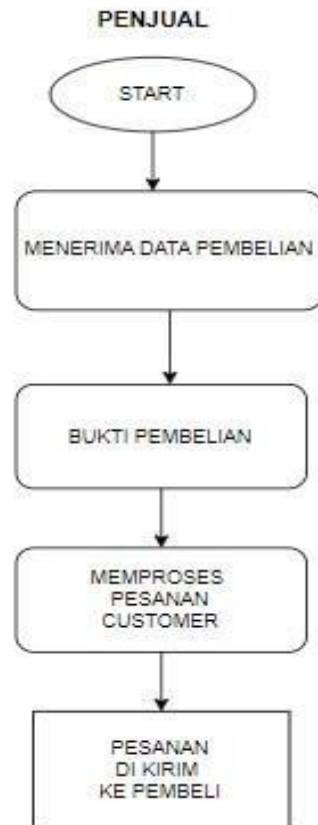 PENJUAL
START
MENERIMA DATA PEMBELIAN
BUKTI PEMBELIAN
MEMPROSES
PESANAN
CUSTOMER
PESANAN
DI KIRIM
KE PEMBELI